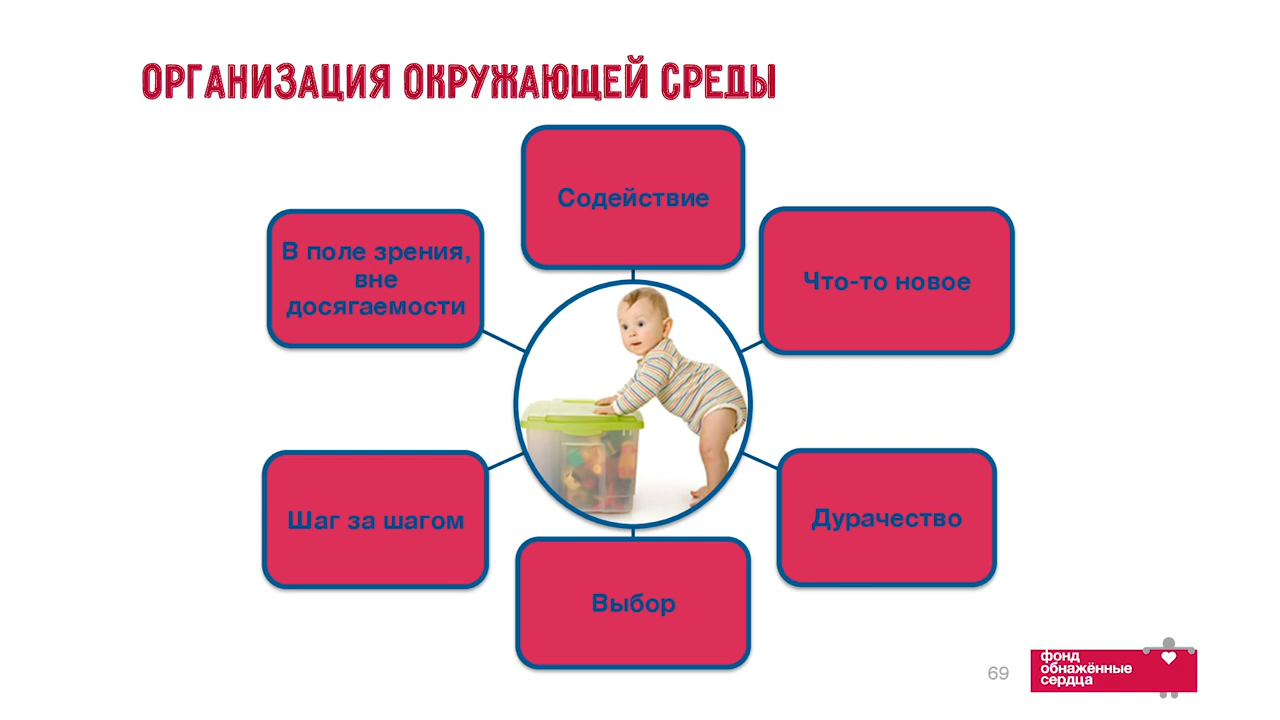 ОРГАНИЗАЦИЯ ОКРУЖАЮЩЕЙ СРЕДЫ
Содействие
Что-то новое
Дурачество
Выбор
Шаг за шагом
В поле зрения,
вне
досягаемости
69
фонд
обнажённые
сердца